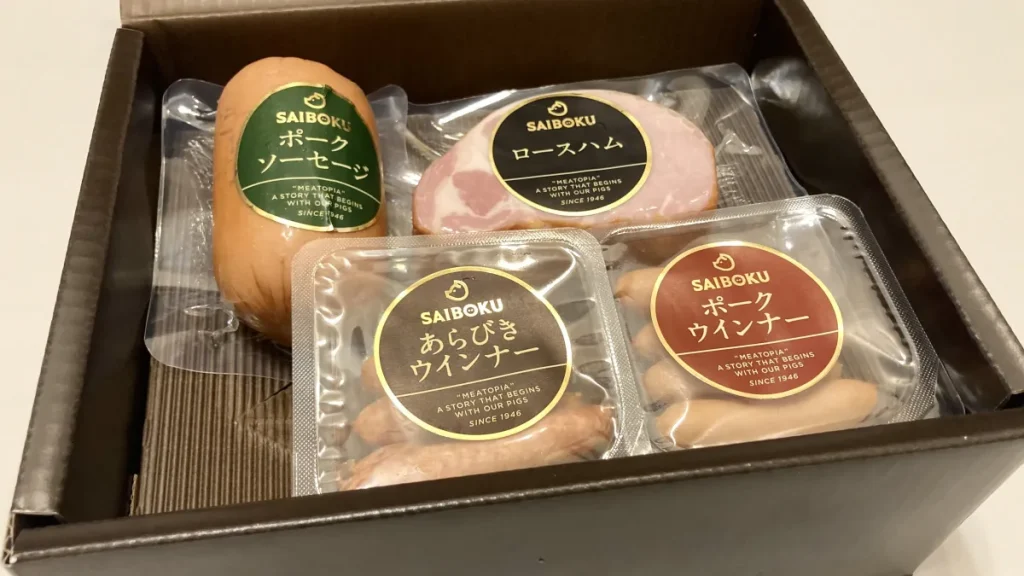 SAIBOKU
ポーク
ソーセージ
"MEATOPIA"
A STORY THAT BEGINS
WITH OUR PIGS
SINCE 1946
SAIBOKU
ロースハム
"MEATOPIA"
A STORY THAT BEGINS
WITH OUR PIGS
SINCE 1946
SAIBOKU
あらびき
ウインナー
"MEATOPIA"
A STORY THAT BEGINS
WITH OUR PIGS
SINCE 1946
SAIBOKU
ポーク
ウインナー
"MEATOPIA"
A STORY THAT BEGINS
WITH OUR PIGS
SINCE 1946